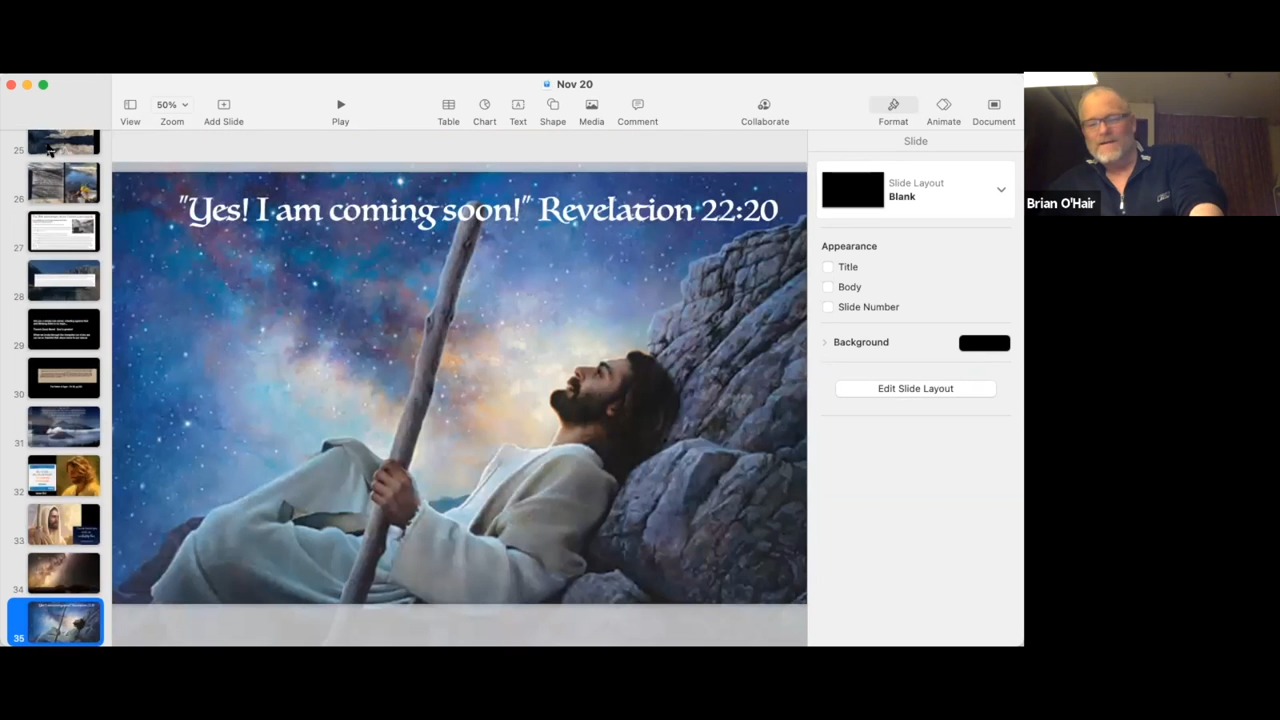 Nov 20
View
50%
Zoom
Add Slide
Play
Table
Chart
Text
Shape
Media
Comment
Collaborate
Format
Animate
Document
25
26
27
28
29
30
31
32
33
34
35
"Yes! I am coming soon!" Revelation 22:20
Slide
Slide Layout
Blank
Appearance
Title
Body
Slide Number
Background
Edit Slide Layout
Brian O'Hair